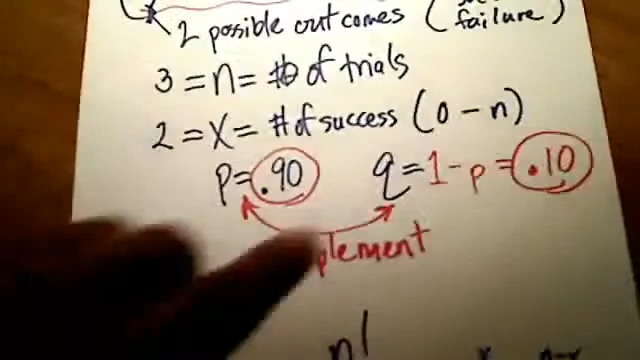 2 possible outcomes (
failure)
3 = n = # of trials
2 = x = # of success (0 - n)
p = .90 q = 1 - p = .10
plement
n!